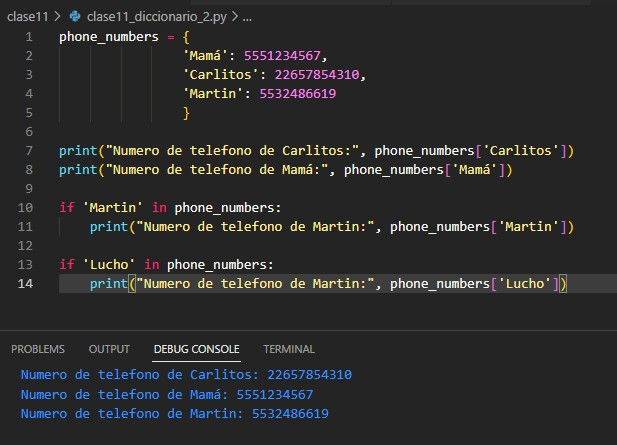 clase11 > clase11_diccionario_2.py > ...
1 phone_numbers = {
2 'Mamá': 5551234567,
3 'Carlitos': 22657854310,
4 'Martin': 5532486619
5 }
6
7 print("Numero de telefono de Carlitos:", phone_numbers['Carlitos'])
8 print("Numero de telefono de Mamá:", phone_numbers['Mamá'])
9
10 if 'Martin' in phone_numbers:
11 print("Numero de telefono de Martin:", phone_numbers['Martin'])
12
13 if 'Lucho' in phone_numbers:
14 print("Numero de telefono de Martin:", phone_numbers['Lucho'])
PROBLEMS OUTPUT DEBUG CONSOLE TERMINAL
Numero de telefono de Carlitos: 22657854310
Numero de telefono de Mamá: 5551234567
Numero de telefono de Martin: 5532486619